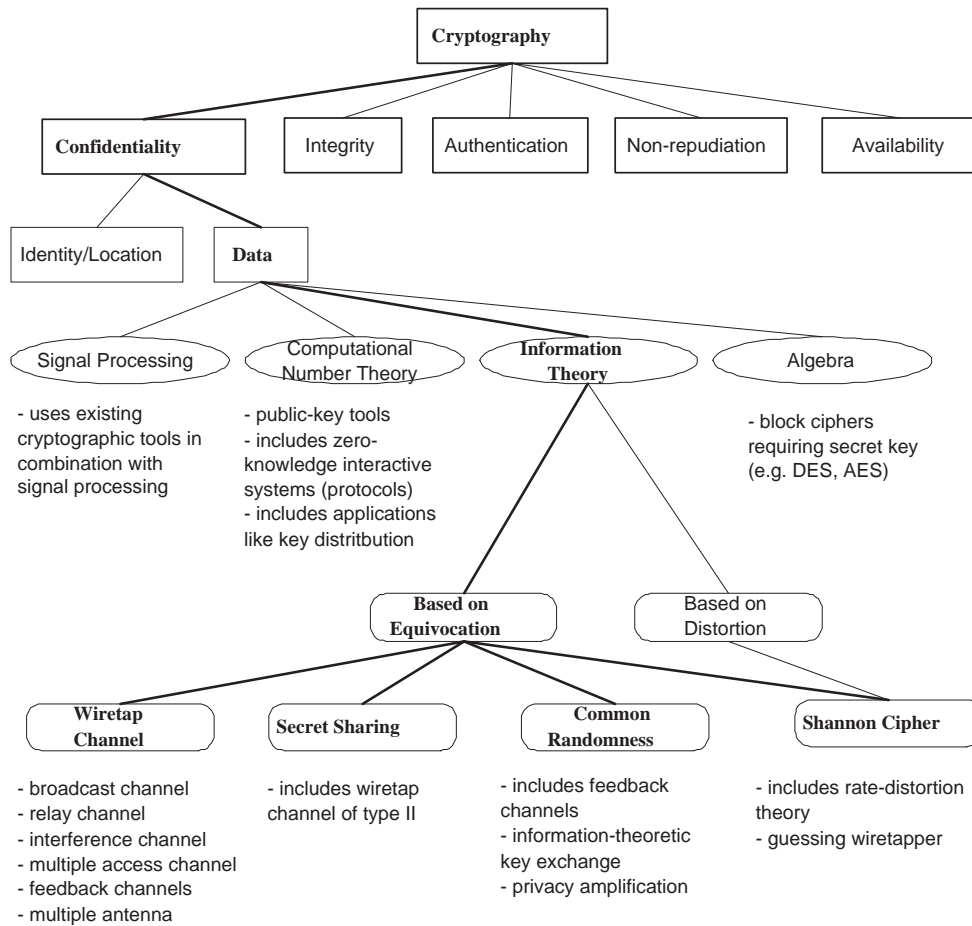 Cryptography
Confidentiality
Integrity
Authentication
Non-repudiation
Availability
Identity/Location
Data
Signal Processing
Computational
Number Theory
Information
Theory
Algebra
- uses existing
cryptographic tools in
combination with
signal processing
- public-key tools
- includes zero-
knowledge interactive
systems (protocols)
- includes applications
like key distritbution
- block ciphers
requiring secret key
(e.g. DES, AES)
Based on
Equivocation
Based on
Distortion
Wiretap
Channel
Secret Sharing
Common
Randomness
Shannon Cipher
- broadcast channel
- relay channel
- interference channel
- multiple access channel
- feedback channels
- multiple antenna
- includes wiretap
channel of type II
- includes feedback
channels
- information-theoretic
key exchange
- privacy amplification
- includes rate-distortion
theory
- guessing wiretapper